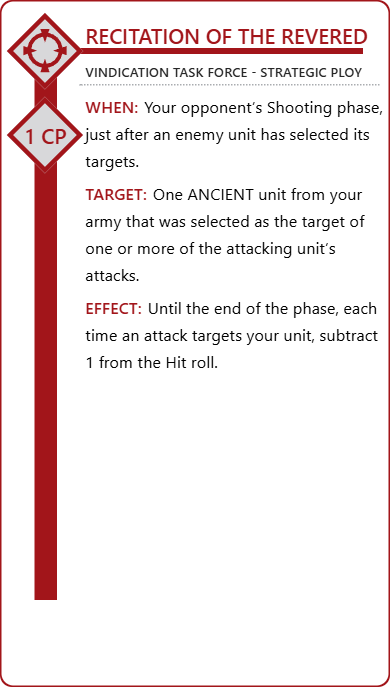 RECITATION OF THE REVERED
VINDICATION TASK FORCE - STRATEGIC PLOY
1 CP
WHEN: Your opponent’s Shooting phase,
just after an enemy unit has selected its
targets.
TARGET: One ANCIENT unit from your
army that was selected as the target of
one or more of the attacking unit’s
attacks.
EFFECT: Until the end of the phase, each
time an attack targets your unit, subtract
1 from the Hit roll.